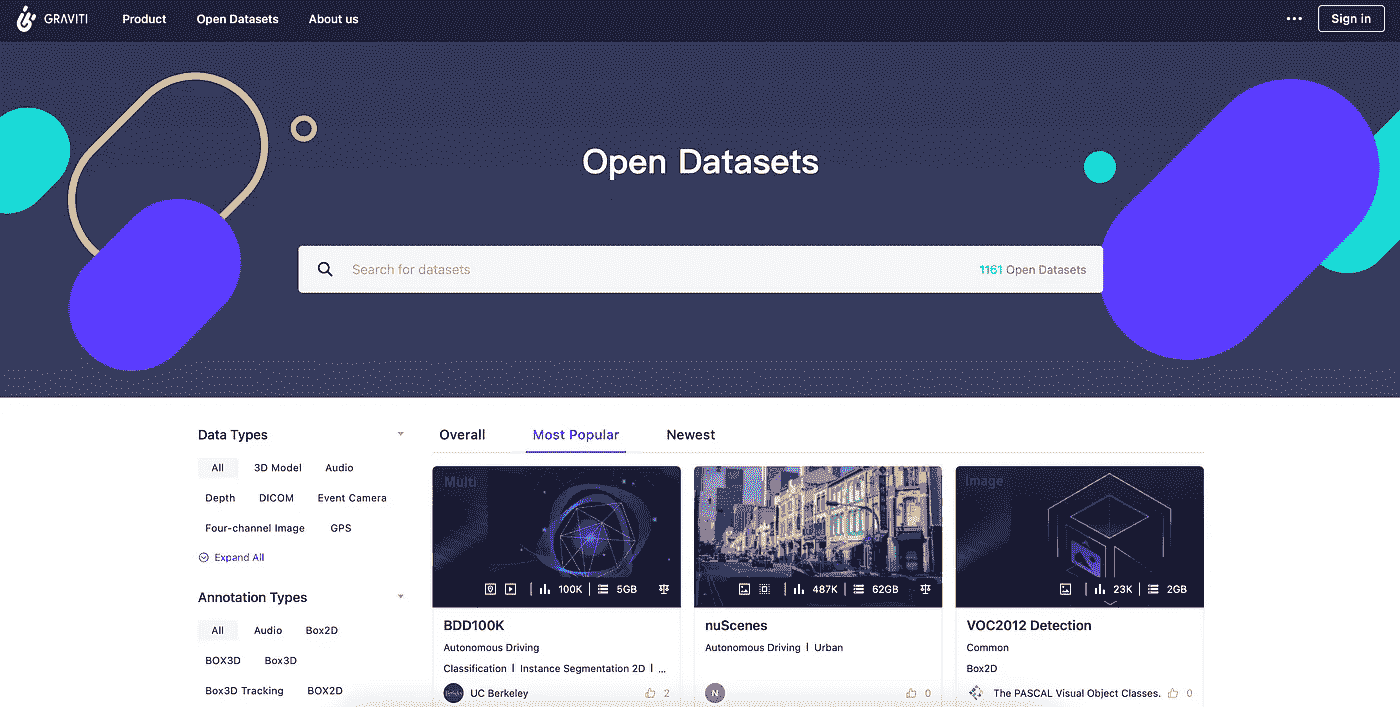 GRAVITI Product Open Datasets About us ••• Sign in
Open Datasets
Search for datasets 1161 Open Datasets
Data Types
All 3D Model Audio
Depth DICOM Event Camera
Four-channel Image GPS
Expand All
Annotation Types
All Audio Box2D
BOX3D Box3D
Box3D Tracking BOX2D
Overall Most Popular Newest
Multi
100K 5GB
BDD100K
Autonomous Driving
Classification | Instance Segmentation 2D | ...
UC Berkeley 2
487K 62GB
nuScenes
Autonomous Driving | Urban
N 0
Image
23K 2GB
VOC2012 Detection
Common
Box2D
The PASCAL Visual Object Classes. 0